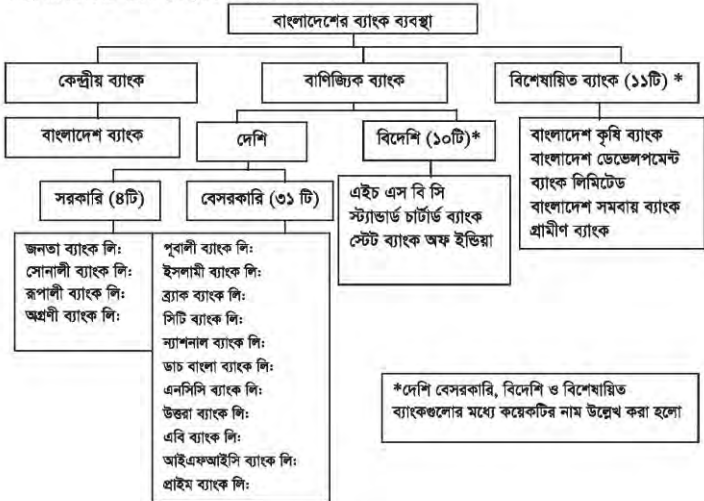 বাংলাদেশের ব্যাংক ব্যবস্থা
কেন্দ্রীয় ব্যাংক
বাণিজ্যিক ব্যাংক
বিশেষায়িত ব্যাংক (১১টি) *
বাংলাদেশ ব্যাংক
দেশি
বিদেশি (১০টি)*
বাংলাদেশ কৃষি ব্যাংক
বাংলাদেশ ডেভেলপমেন্ট
ব্যাংক লিমিটেড
বাংলাদেশ সমবায় ব্যাংক
গ্রামীণ ব্যাংক
সরকারি (৪টি)
বেসরকারি (৩১ টি)
এইচ এস বি সি
স্ট্যান্ডার্ড চার্টার্ড ব্যাংক
স্টেট ব্যাংক অফ ইন্ডিয়া
জনতা ব্যাংক লি:
সোনালী ব্যাংক লি:
রূপালী ব্যাংক লি:
অগ্রণী ব্যাংক লি:
পূবালী ব্যাংক লি:
ইসলামী ব্যাংক লি:
ব্র্যাক ব্যাংক লি:
সিটি ব্যাংক লি:
ন্যাশনাল ব্যাংক লি:
ডাচ বাংলা ব্যাংক লি:
এনসিসি ব্যাংক লি:
উত্তরা ব্যাংক লি:
এবি ব্যাংক লি:
আইএফআইসি ব্যাংক লি:
প্রাইম ব্যাংক লি:
*দেশি বেসরকারি, বিদেশি ও বিশেষায়িত
ব্যাংকগুলোর মধ্যে কয়েকটির নাম উল্লেখ করা হলো